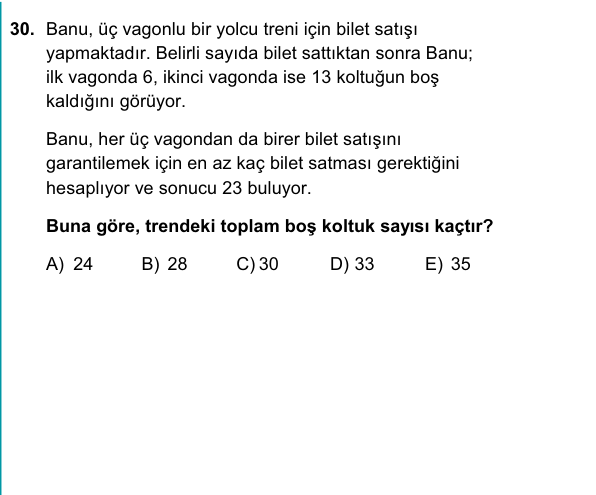 30. Banu, üç vagonlu bir yolcu treni için bilet satışı
yapmaktadır. Belirli sayıda bilet sattıktan sonra Banu;
ilk vagonda 6, ikinci vagonda ise 13 koltuğun boş
kaldığını görüyor.
Banu, her üç vagondan da birer bilet satışını
garantilemek için en az kaç bilet satması gerektiğini
hesaplıyor ve sonucu 23 buluyor.
Buna göre, trendeki toplam boş koltuk sayısı kaçtır?
A) 24 B) 28 C) 30 D) 33 E) 35